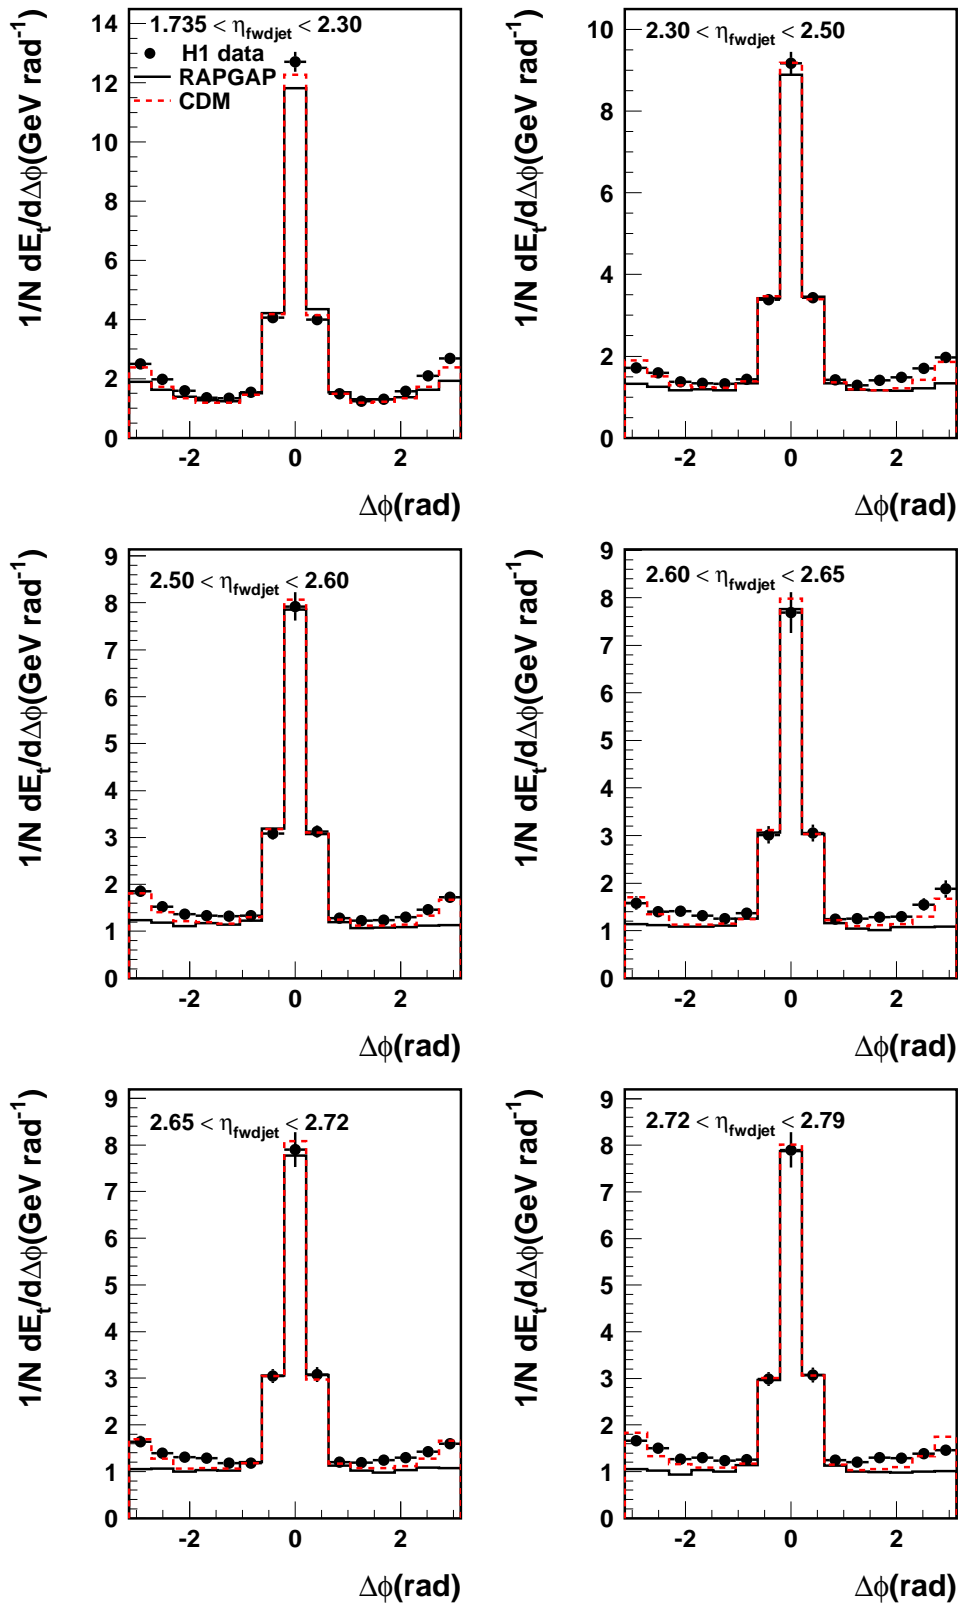 1.735 < η_fwdjet < 2.30
H1 data
RAPGAP
CDM
1/N dE_t/dΔϕ(GeV rad⁻¹)
14
12
10
8
6
4
2
0
-2 0 2
Δϕ(rad)
2.30 < η_fwdjet < 2.50
1/N dE_t/dΔϕ(GeV rad⁻¹)
10
8
6
4
2
0
-2 0 2
Δϕ(rad)
2.50 < η_fwdjet < 2.60
1/N dE_t/dΔϕ(GeV rad⁻¹)
9
8
7
6
5
4
3
2
1
0
-2 0 2
Δϕ(rad)
2.60 < η_fwdjet < 2.65
1/N dE_t/dΔϕ(GeV rad⁻¹)
9
8
7
6
5
4
3
2
1
0
-2 0 2
Δϕ(rad)
2.65 < η_fwdjet < 2.72
1/N dE_t/dΔϕ(GeV rad⁻¹)
9
8
7
6
5
4
3
2
1
0
-2 0 2
Δϕ(rad)
2.72 < η_fwdjet < 2.79
1/N dE_t/dΔϕ(GeV rad⁻¹)
9
8
7
6
5
4
3
2
1
0
-2 0 2
Δϕ(rad)